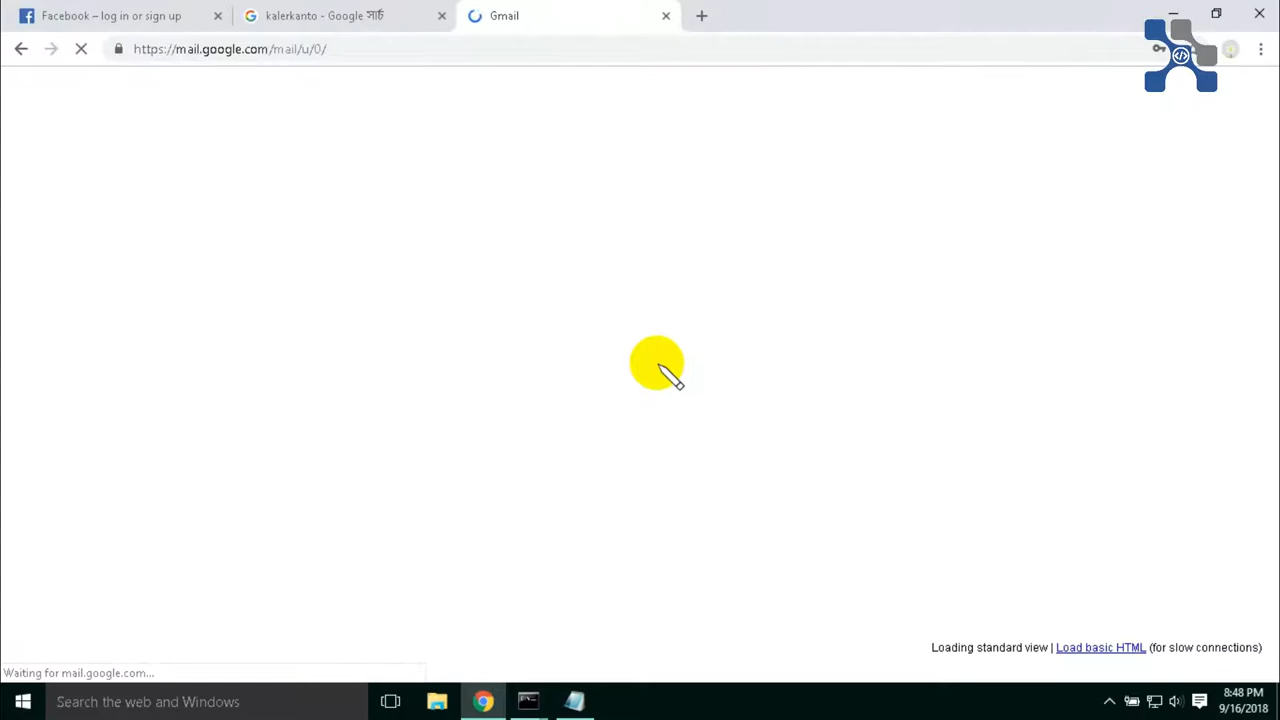 Facebook – log in or sign up
kalerkanto - Google সার্চ
Gmail
https://mail.google.com/mail/u/0/
Loading standard view | Load basic HTML (for slow connections)
Waiting for mail.google.com...
Search the web and Windows
8:48 PM
9/16/2018